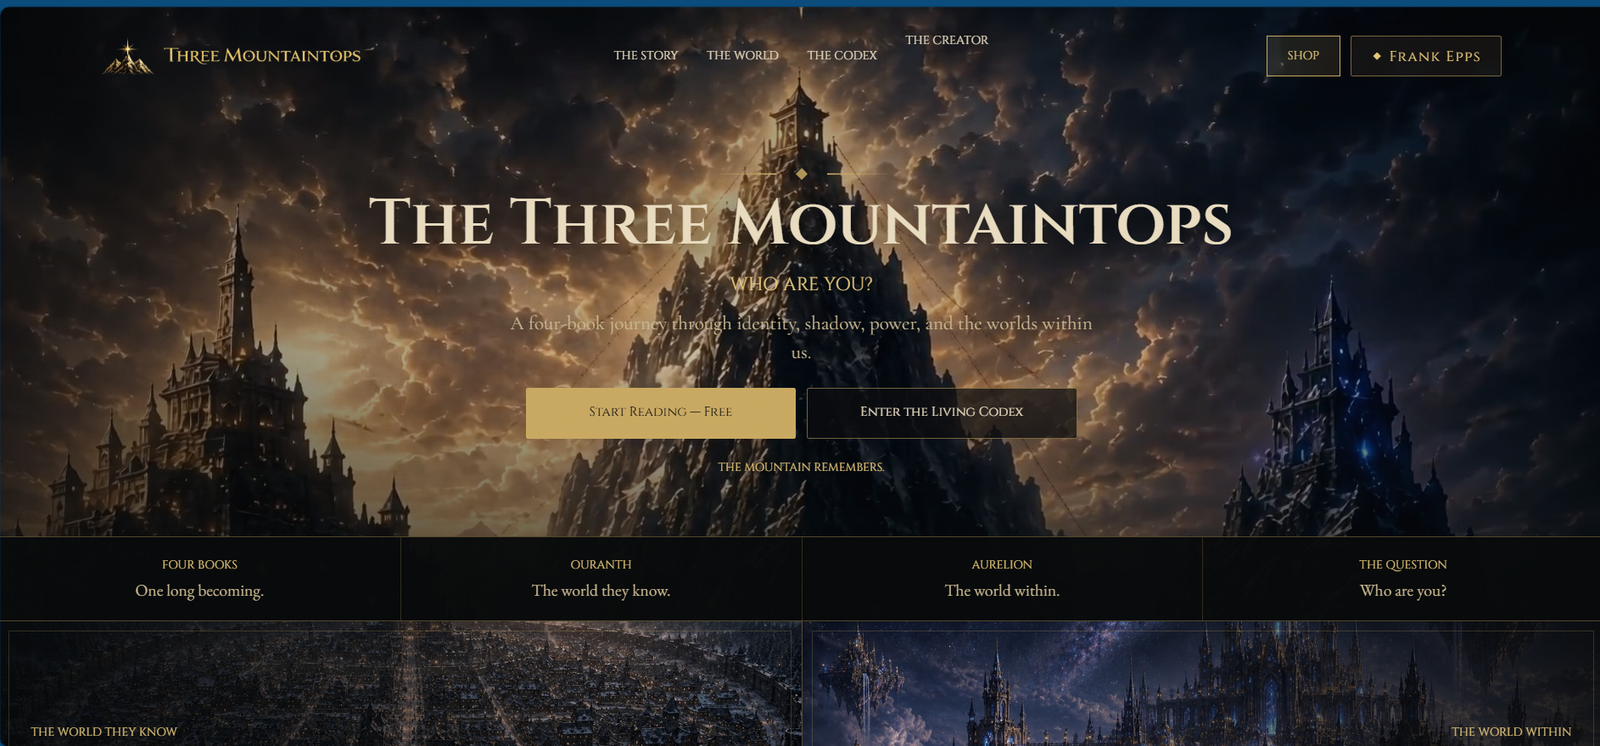 Three Mountaintops
THE STORY
THE WORLD
THE CODEX
THE CREATOR
SHOP
Frank Epps
The Three Mountaintops
WHO ARE YOU?
A four-book journey through identity, shadow, power, and the worlds within
us.
Start Reading — Free
Enter the Living Codex
THE MOUNTAIN REMEMBERS.
FOUR BOOKS
One long becoming.
OURANTH
The world they know.
AURELION
The world within.
THE QUESTION
Who are you?
THE WORLD THEY KNOW
THE WORLD WITHIN